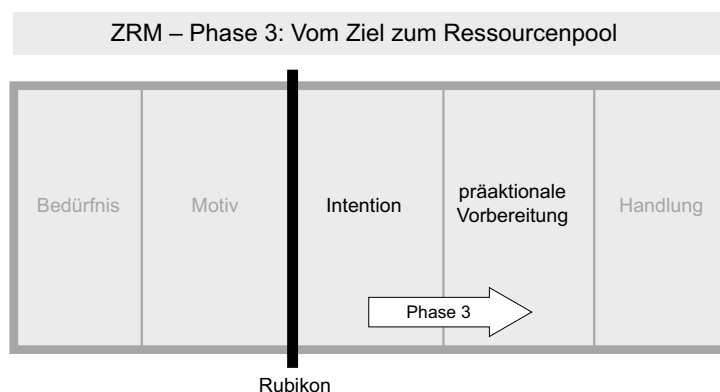 ZRM – Phase 3: Vom Ziel zum Ressourcenpool
Bedürfnis
Motiv
Intention
präaktionale
Vorbereitung
Handlung
Phase 3
Rubikon